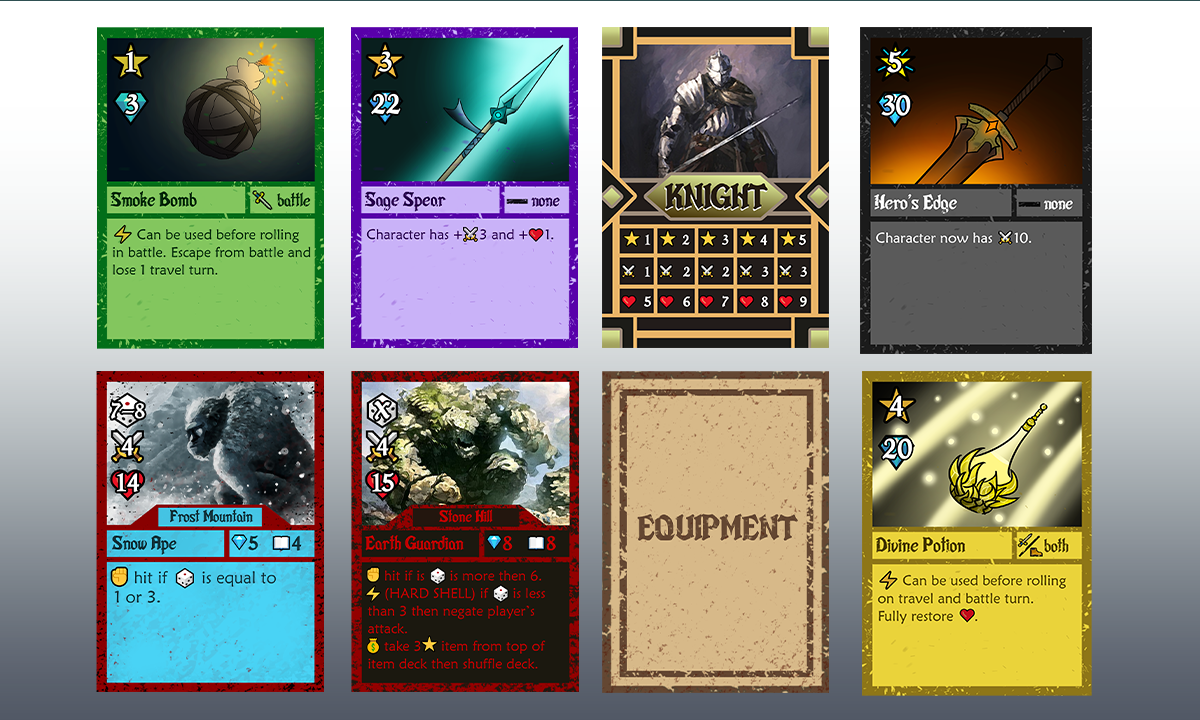 1
3
Smoke Bomb
battle
Can be used before rolling
in battle. Escape from battle and
lose 1 travel turn.
3
22
Sage Spear
none
Character has +3 and +1.
KNIGHT
1 2 3 4 5
1 2 2 3 3
5 6 7 8 9
5
30
Hero's Edge
none
Character now has 10.
7-8
4
14
Frost Mountain
Snow Ape
5 4
hit if is equal to
1 or 3.
X
4
15
Stone Hill
Earth Guardian
8 8
hit if is more then 6.
(HARD SHELL) if is less
than 3 then negate player's
attack.
take 3 item from top of
item deck then shuffle deck.
EQUIPMENT
4
20
Divine Potion
both
Can be used before rolling
on travel and battle turn.
Fully restore .